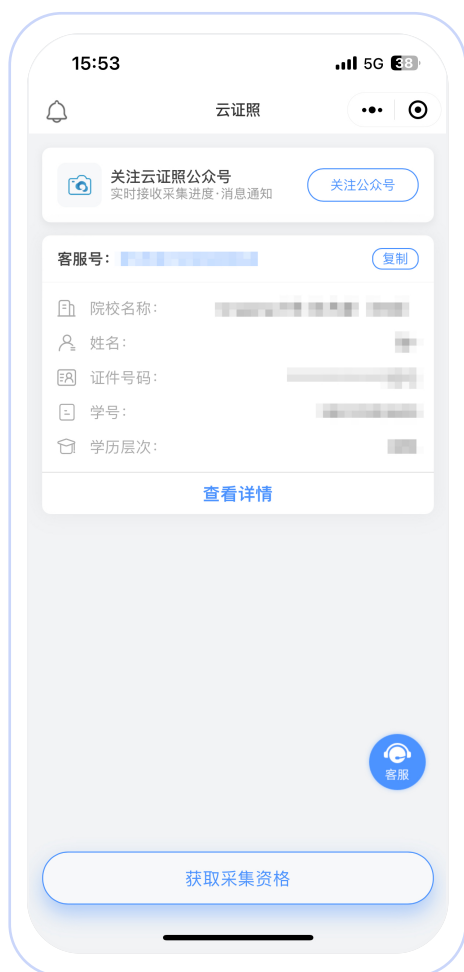 15:53
5G 38
云证照
关注云证照公众号
实时接收采集进度·消息通知
关注公众号
客服号:
复制
院校名称:
姓名:
证件号码:
学号:
学历层次:
查看详情
客服
获取采集资格